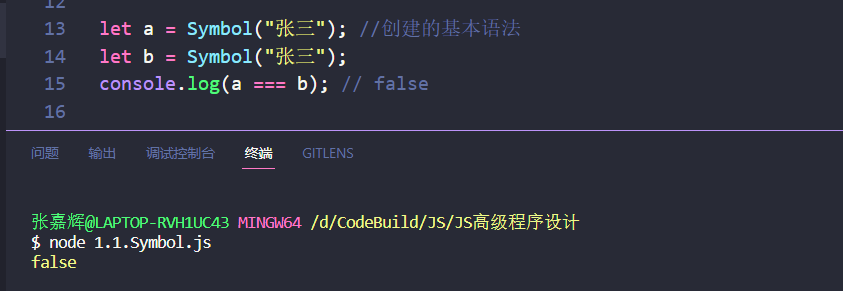 12
13 let a = Symbol("张三"); //创建的基本语法
14 let b = Symbol("张三");
15 console.log(a === b); // false
16
问题 输出 调试控制台 终端 GITLENS
张嘉辉@LAPTOP-RVH1UC43 MINGW64 /d/CodeBuild/JS/JS高级程序设计
$ node 1.1.Symbol.js
false